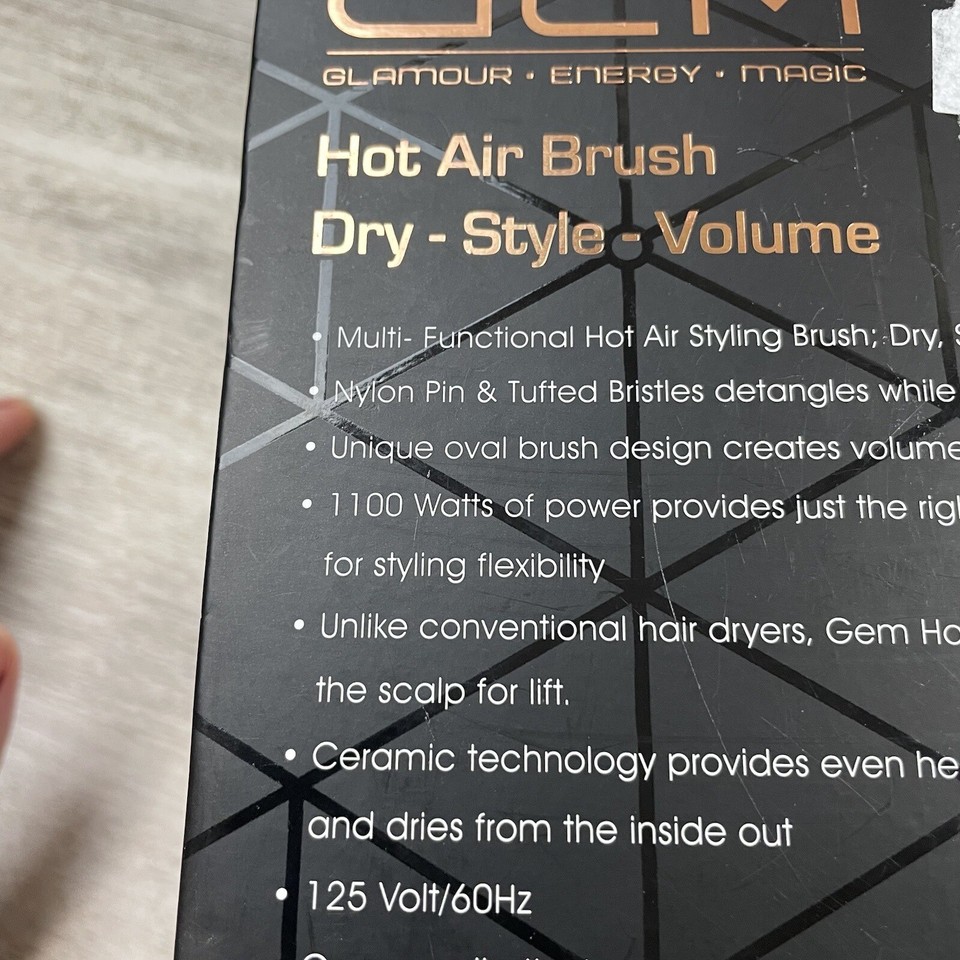 GEM
GLAMOUR · ENERGY · MAGIC
Hot Air Brush
Dry - Style - Volume
• Multi- Functional Hot Air Styling Brush; Dry,
• Nylon Pin & Tufted Bristles detangles while
• Unique oval brush design creates volume
• 1100 Watts of power provides just the
for styling flexibility
• Unlike conventional hair dryers, Gem
the scalp for lift.
• Ceramic technology provides even
and dries from the inside out
• 125 Volt/60Hz